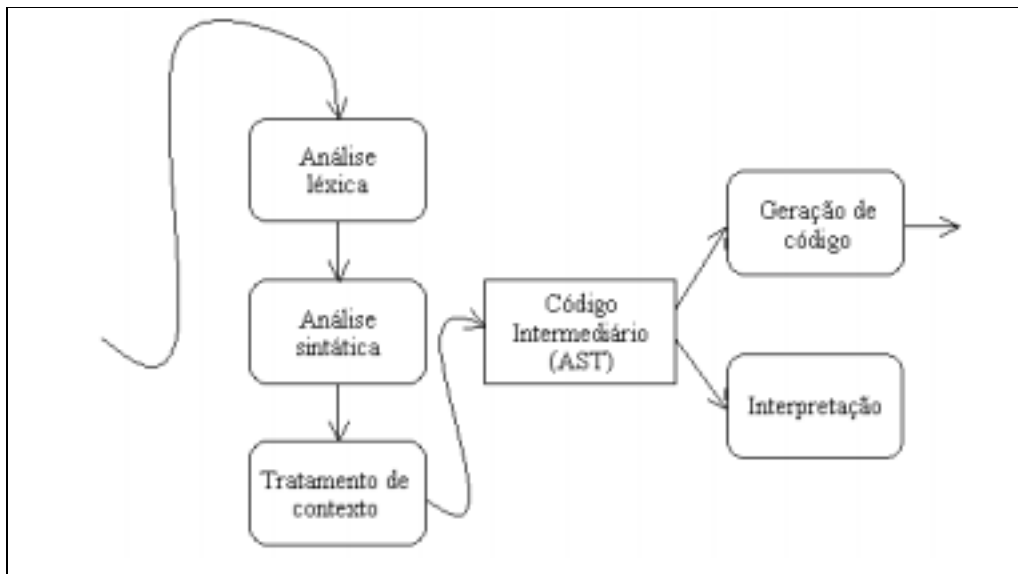 Análise
léxica
Análise
sintática
Tratamento de
contexto
Código
Intermediário
(AST)
Geração de
código
Interpretação